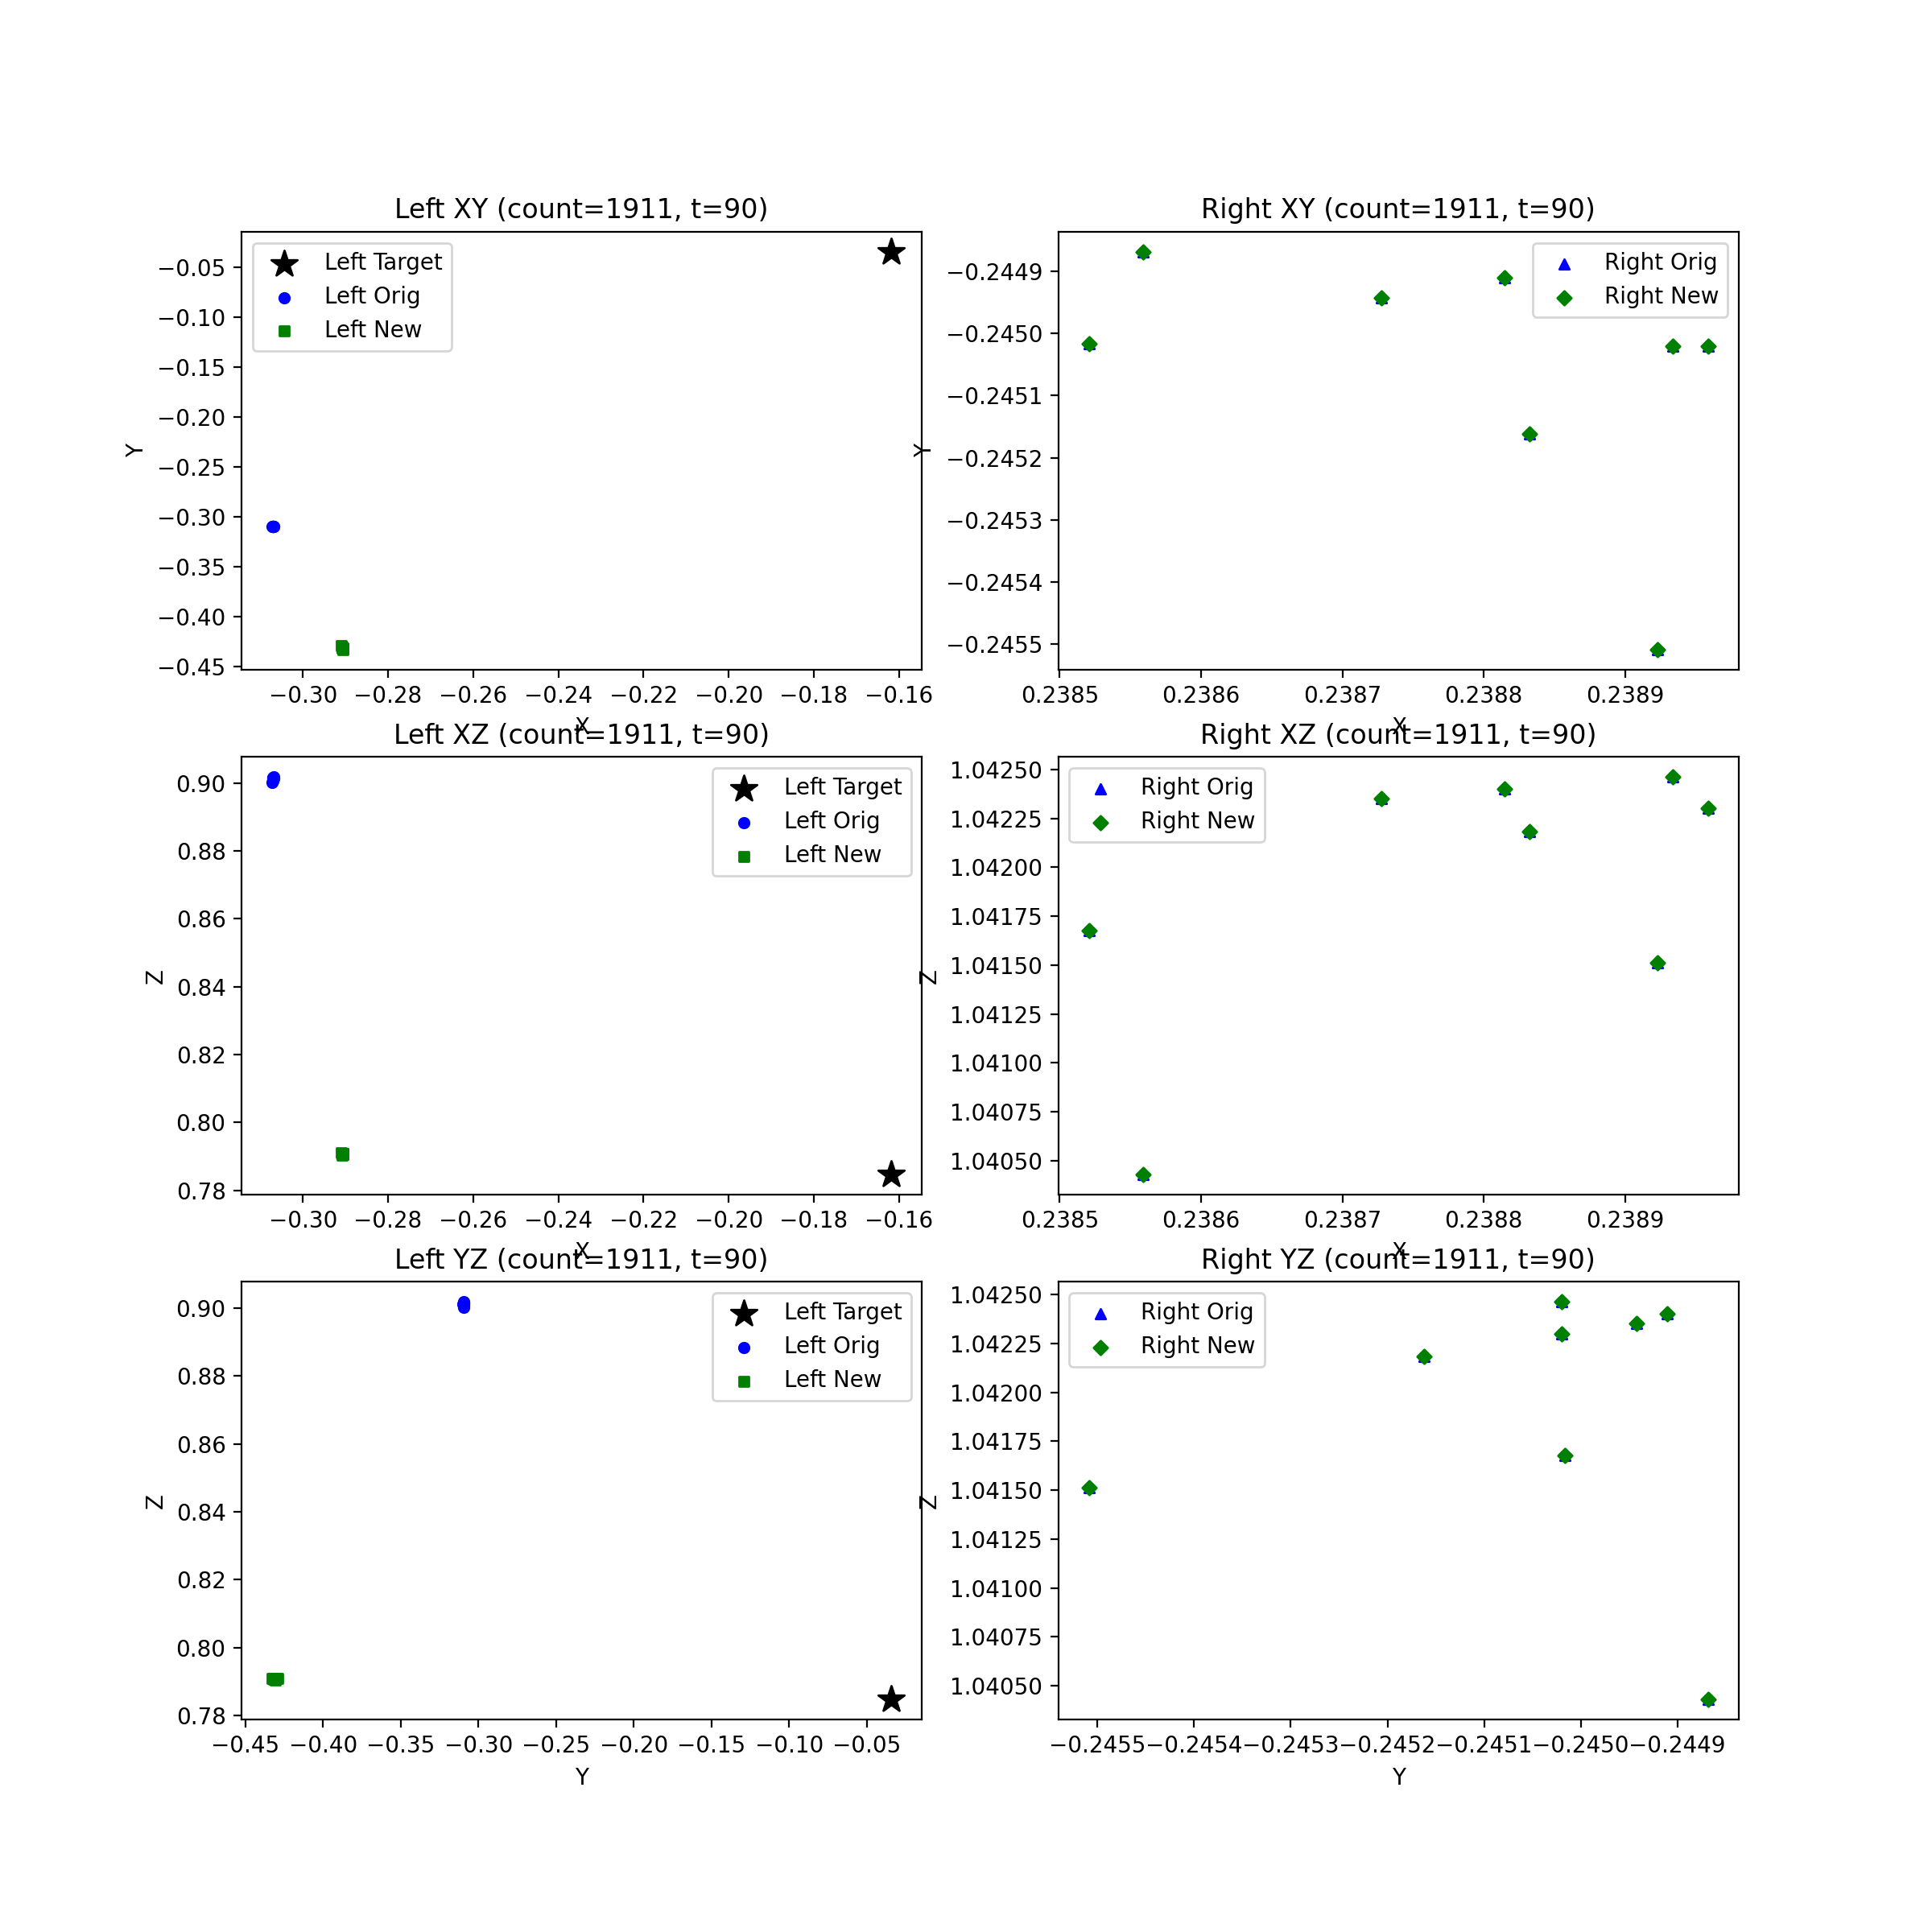 Left XY (count=1911, t=90)
Left Target
Left Orig
Left New
−0.05
−0.10
−0.15
−0.20
−0.25
−0.30
−0.35
−0.40
−0.45
Y
−0.30 −0.28 −0.26 −0.24 −0.22 −0.20 −0.18 −0.16
X
Right XY (count=1911, t=90)
Right Orig
Right New
−0.2449
−0.2450
−0.2451
−0.2452
−0.2453
−0.2454
−0.2455
Y
0.2385 0.2386 0.2387 0.2388 0.2389
X
Left XZ (count=1911, t=90)
Left Target
Left Orig
Left New
0.90
0.88
0.86
0.84
0.82
0.80
0.78
Z
−0.30 −0.28 −0.26 −0.24 −0.22 −0.20 −0.18 −0.16
X
Right XZ (count=1911, t=90)
Right Orig
Right New
1.04250
1.04225
1.04200
1.04175
1.04150
1.04125
1.04100
1.04075
1.04050
Z
0.2385 0.2386 0.2387 0.2388 0.2389
X
Left YZ (count=1911, t=90)
Left Target
Left Orig
Left New
0.90
0.88
0.86
0.84
0.82
0.80
0.78
Z
−0.45 −0.40 −0.35 −0.30 −0.25 −0.20 −0.15 −0.10 −0.05
Y
Right YZ (count=1911, t=90)
Right Orig
Right New
1.04250
1.04225
1.04200
1.04175
1.04150
1.04125
1.04100
1.04075
1.04050
Z
−0.2455 −0.2454 −0.2453 −0.2452 −0.2451 −0.2450 −0.2449
Y